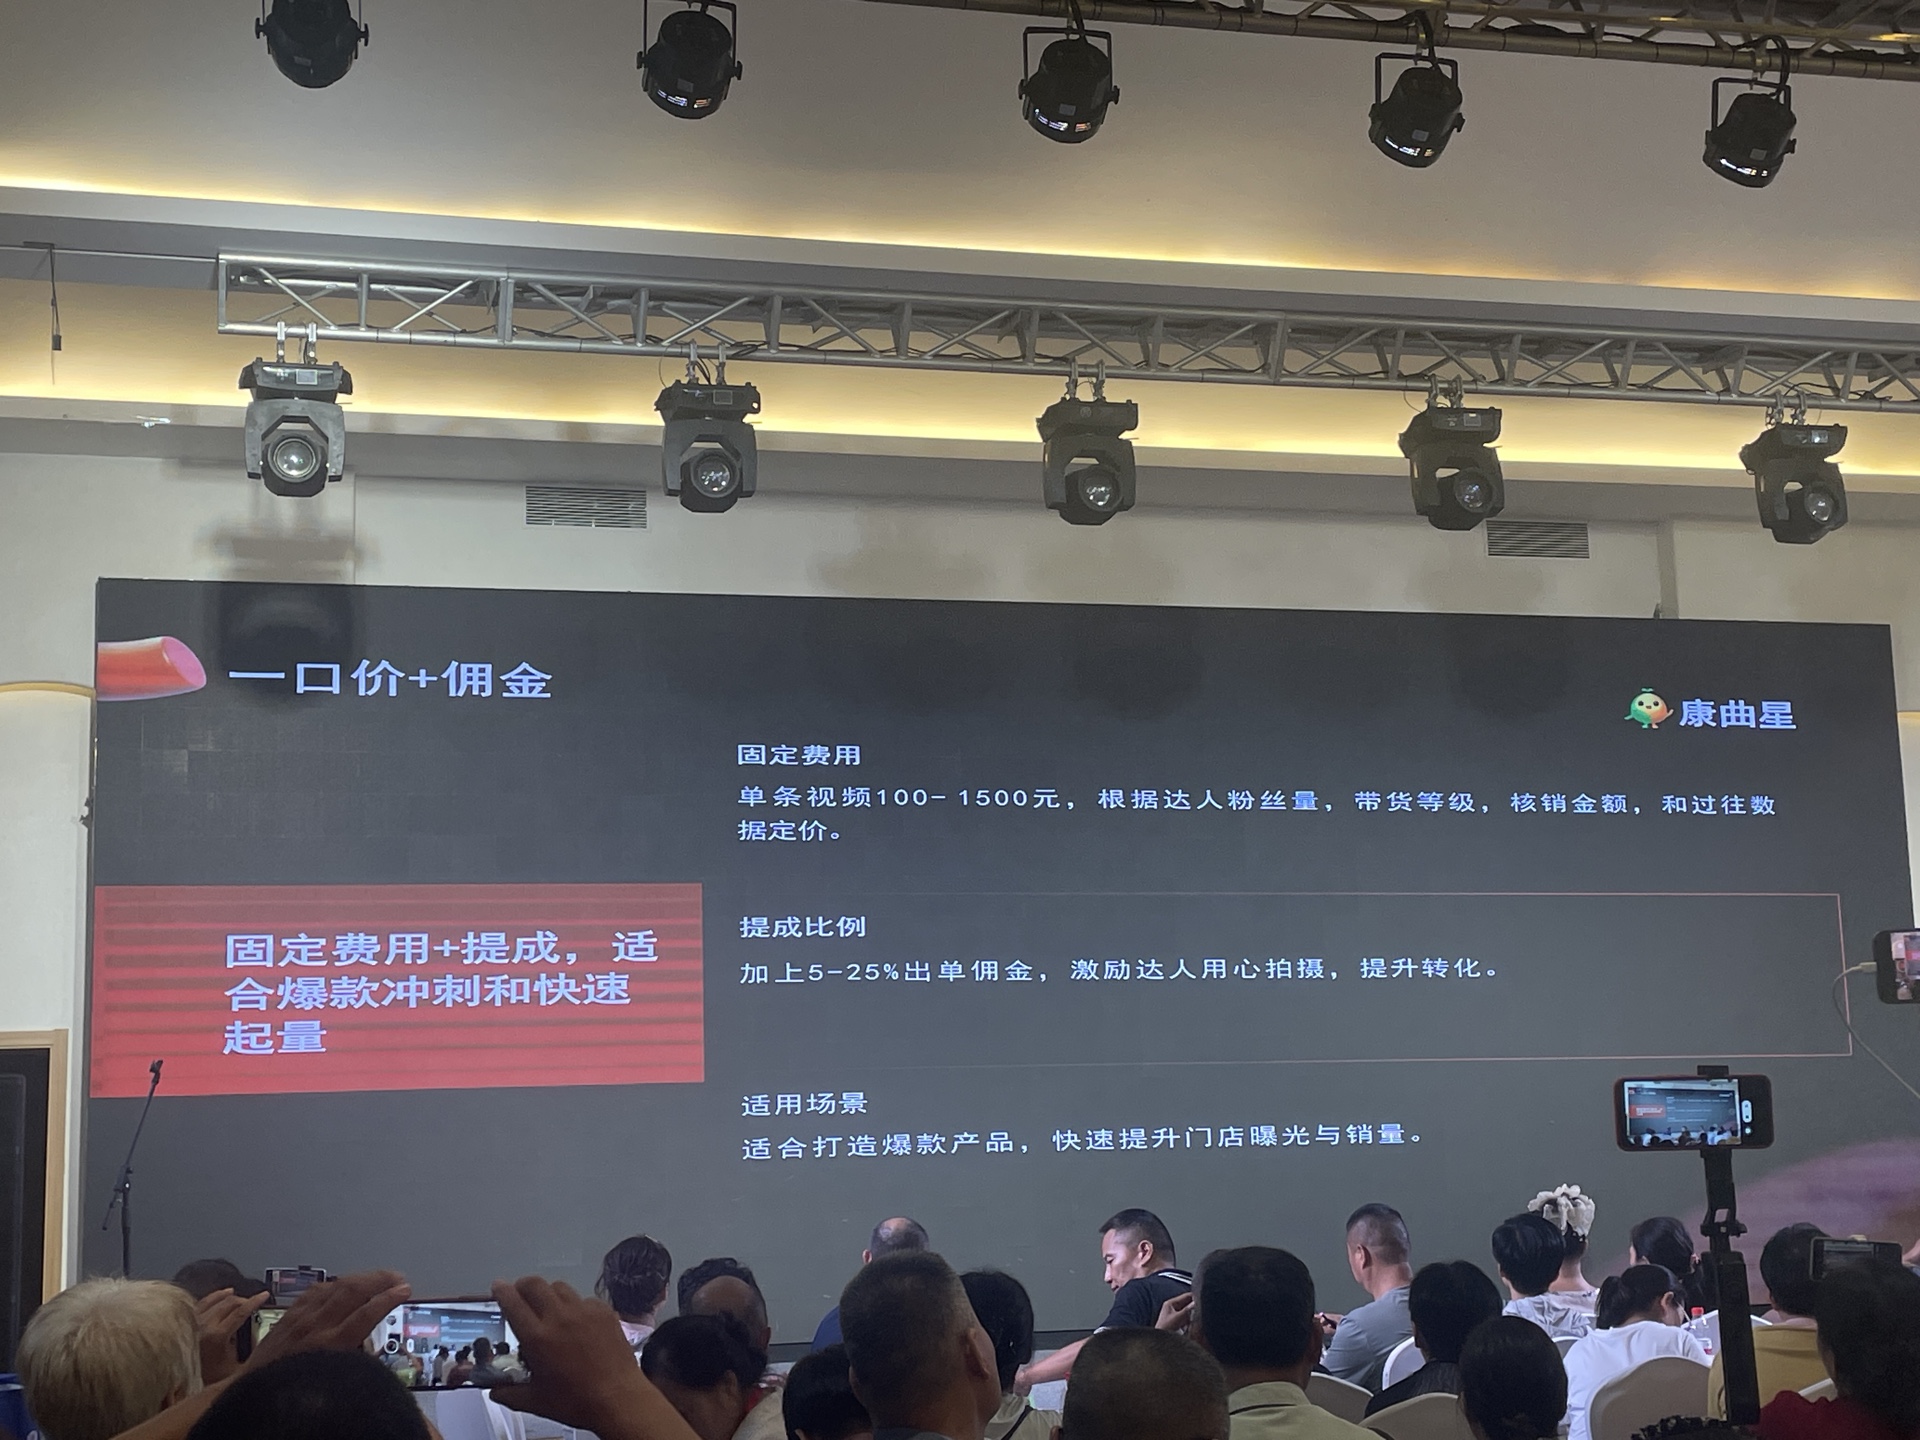 一口价+佣金
康曲星
固定费用
单条视频100-1500元，根据达人粉丝量，带货等级，核销金额，和过往数
据定价。
固定费用+提成，适
合爆款冲刺和快速
起量
提成比例
加上5-25%出单佣金，激励达人用心拍摄，提升转化。
适用场景
适合打造爆款产品，快速提升门店曝光与销量。